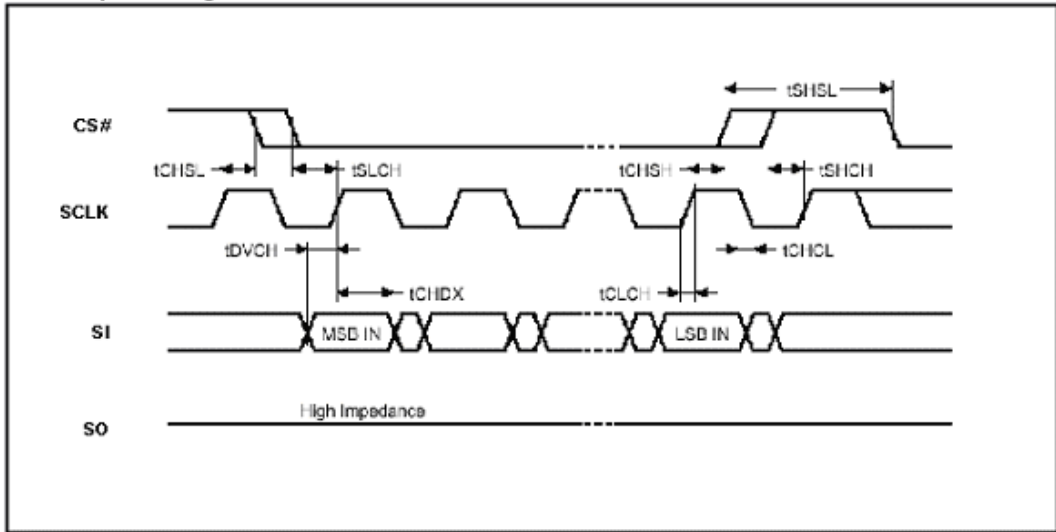 tSHSL
CS#
tCHSL tSLCH tCHSH tSHCH
SCLK
tDVCH tCHCL
tCHDX tCLCH
SI MSB IN LSB IN
High Impedance
SO